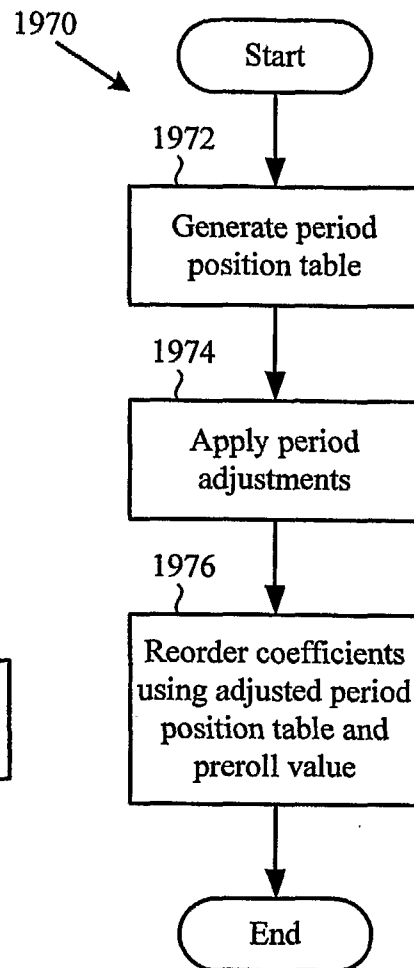 1970
Start
1972
Generate period
position table
1974
Apply period
adjustments
1976
Reorder coefficients
using adjusted period
position table and
preroll value
End